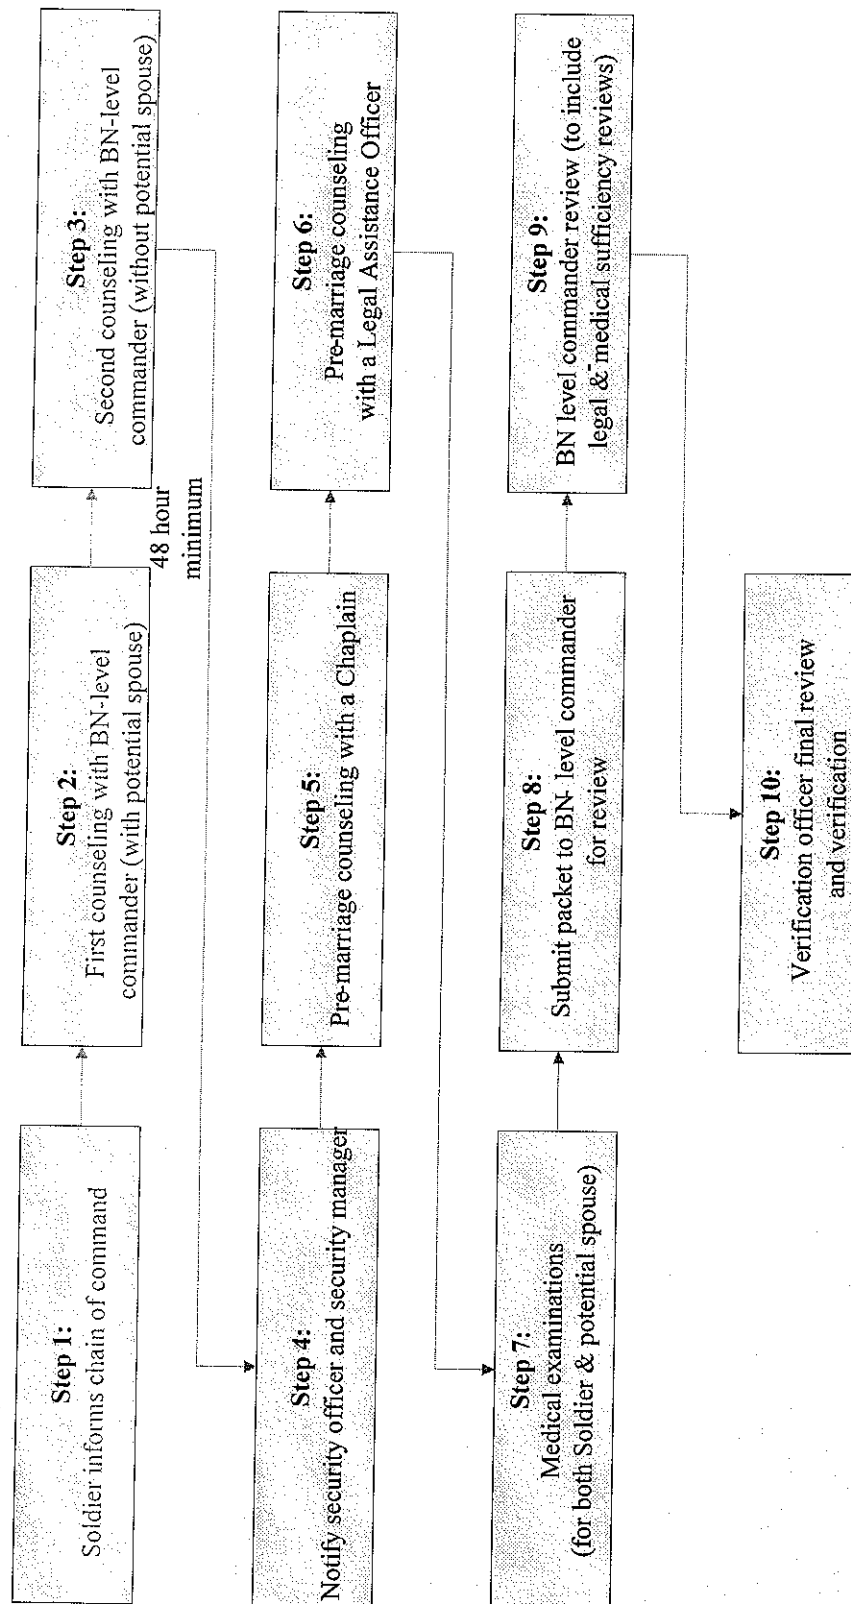 Step 1:
Soldier informs chain of command
Step 2:
First counseling with BN-level
commander (with potential spouse)
48 hour
minimum
Step 3:
Second counseling with BN-level
commander (without potential spouse)
Step 4:
Notify security officer and security manager
Step 5:
Pre-marriage counseling with a Chaplain
Step 6:
Pre-marriage counseling
with a Legal Assistance Officer
Step 7:
Medical examinations
(for both Soldier & potential spouse)
Step 8:
Submit packet to BN- level commander
for review
Step 9:
BN level commander review (to include
legal & medical sufficiency reviews)
Step 10:
Verification officer final review
and verification